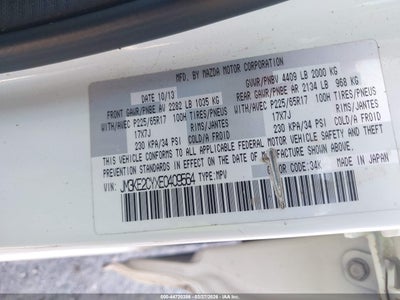 MFD. BY MAZDA MOTOR CORPORATION
DATE 10/13 GVWR/PNBV 4409 LB 2000 KG
FRONT GAWR/PNBE AV 2282 LB 1035 KG REAR GAWR/PNBE AR 2134 LB 968 KG
WITH/AVEC P225/65R17 100H TIRES/PNEUS WITH/AVEC P225/65R17 100H TIRES/PNEUS
17X7J RIMS/JANTES 17X7J RIMS/JANTES
230 KPA/34 PSI COLD/A FROID 230 KPA/34 PSI COLD/A FROID
THIS VEHICLE CONFORMS TO ALL APPLICABLE FEDERAL MOTOR
VEHICLE SAFETY, BUMPER, AND THEFT
PREVENTION STANDARDS IN EFFECT ON THE DATE OF MANUFACTURE SHOWN ABOVE.
VIN: TYPE:MPV COLOR CODE:34K MADE IN JAPAN